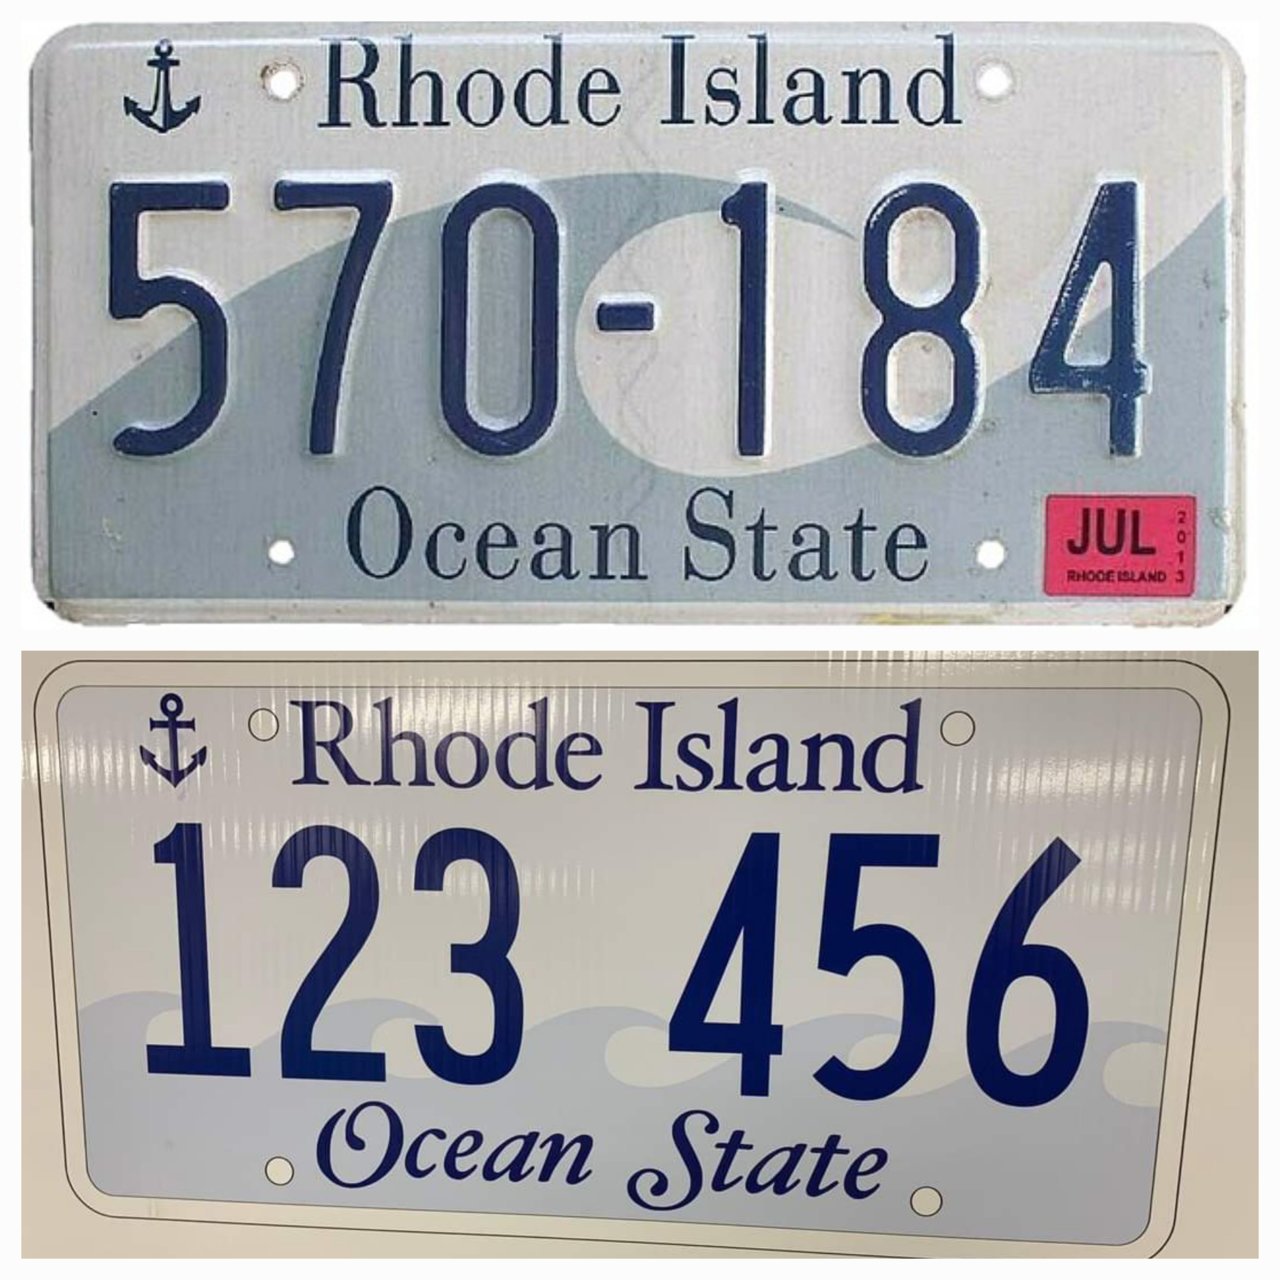 Rhode Island
570-184
Ocean State
JUL
2013
RHODE ISLAND
Rhode Island
123 456
Ocean State